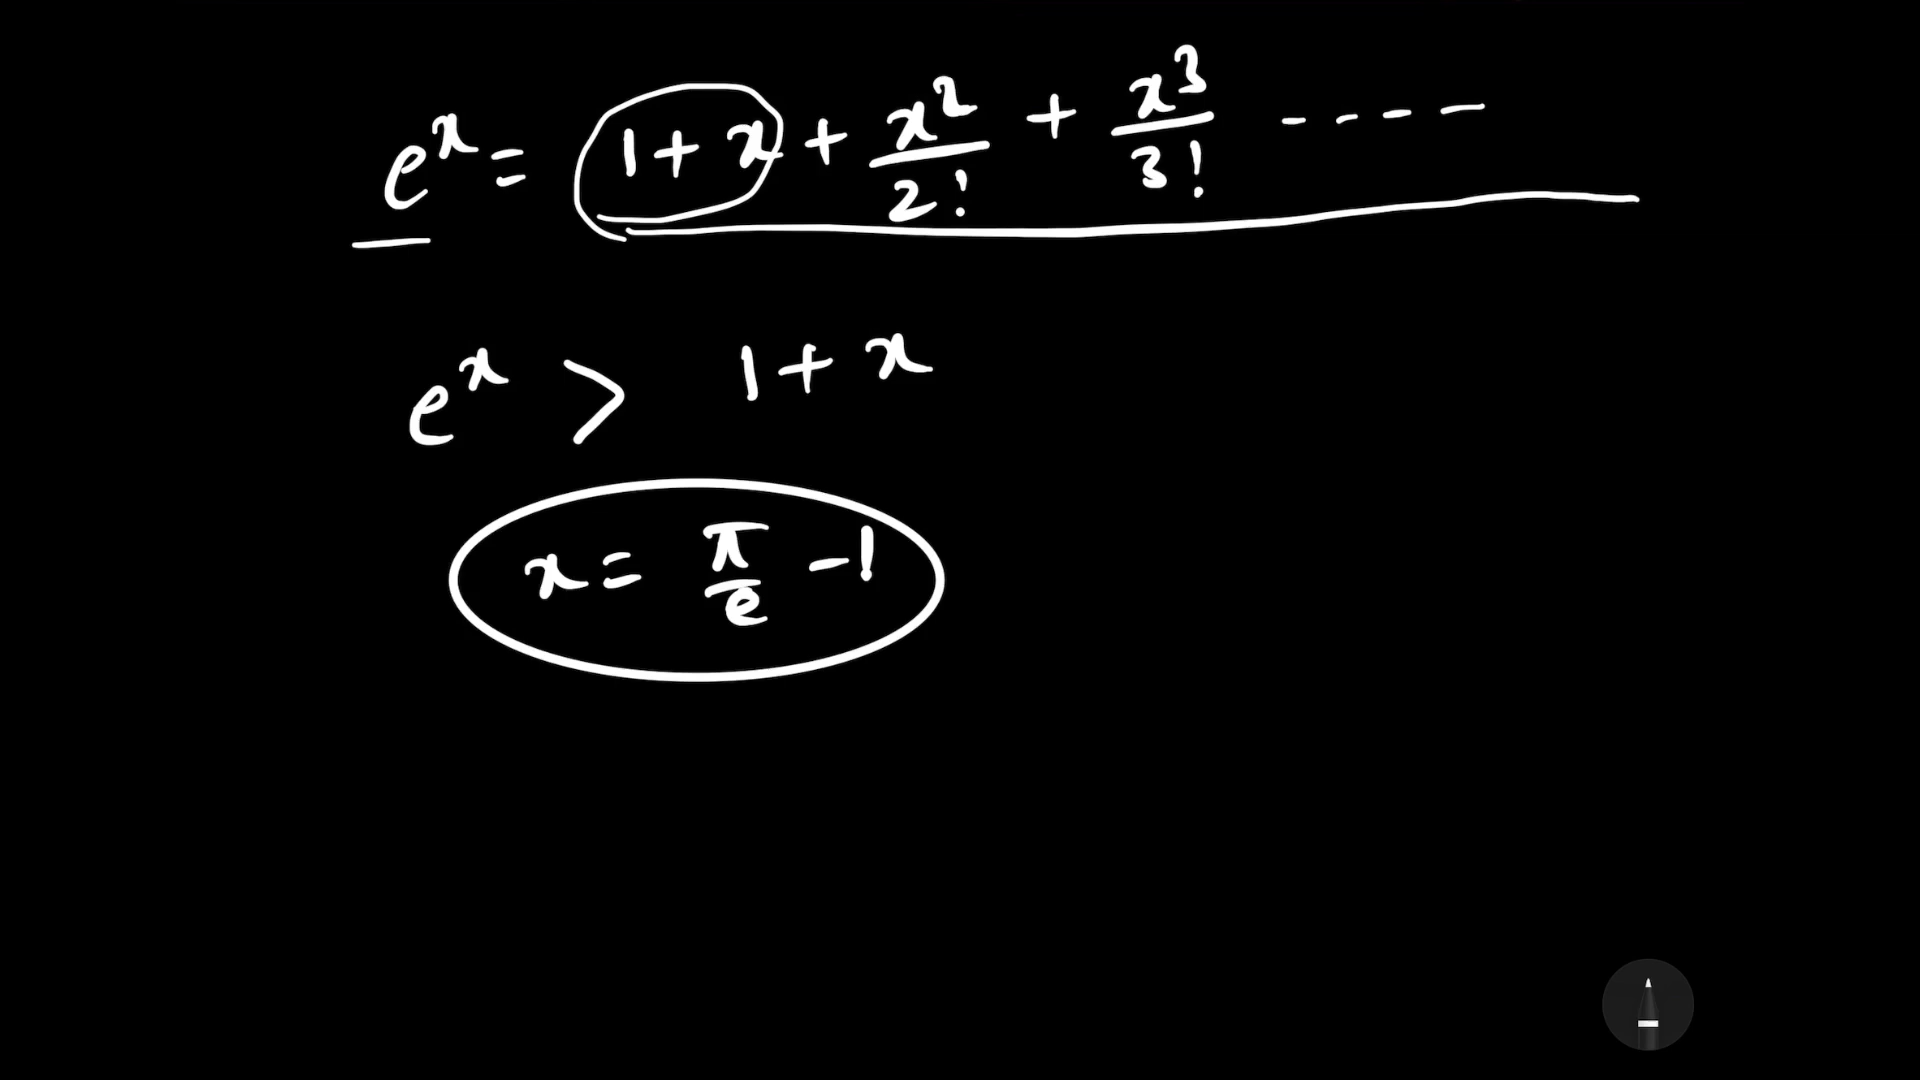 e^x = 1 + x + x^2/2! + x^3/3! - - - -
e^x > 1 + x
x = π/e - 1